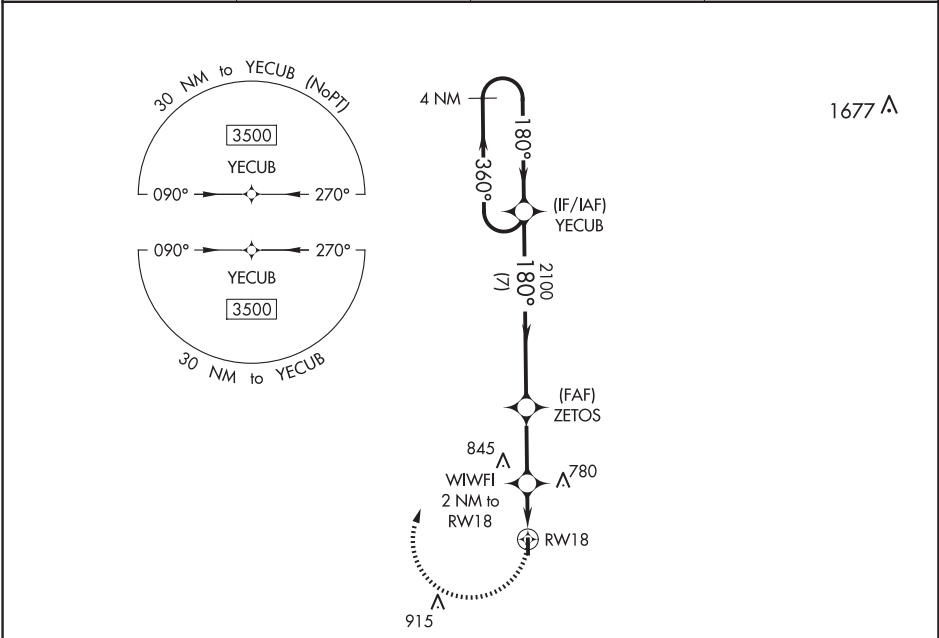 30 NM to YECUB (NoPT)
3500
YECUB
090°
270°
090°
270°
YECUB
3500
30 NM to YECUB
4 NM
180°
360°
(IF/IAF)
YECUB
2100
180°
(7)
(FAF)
ZETOS
845
780
WIWFI
2 NM to
RW18
RW18
915
1677